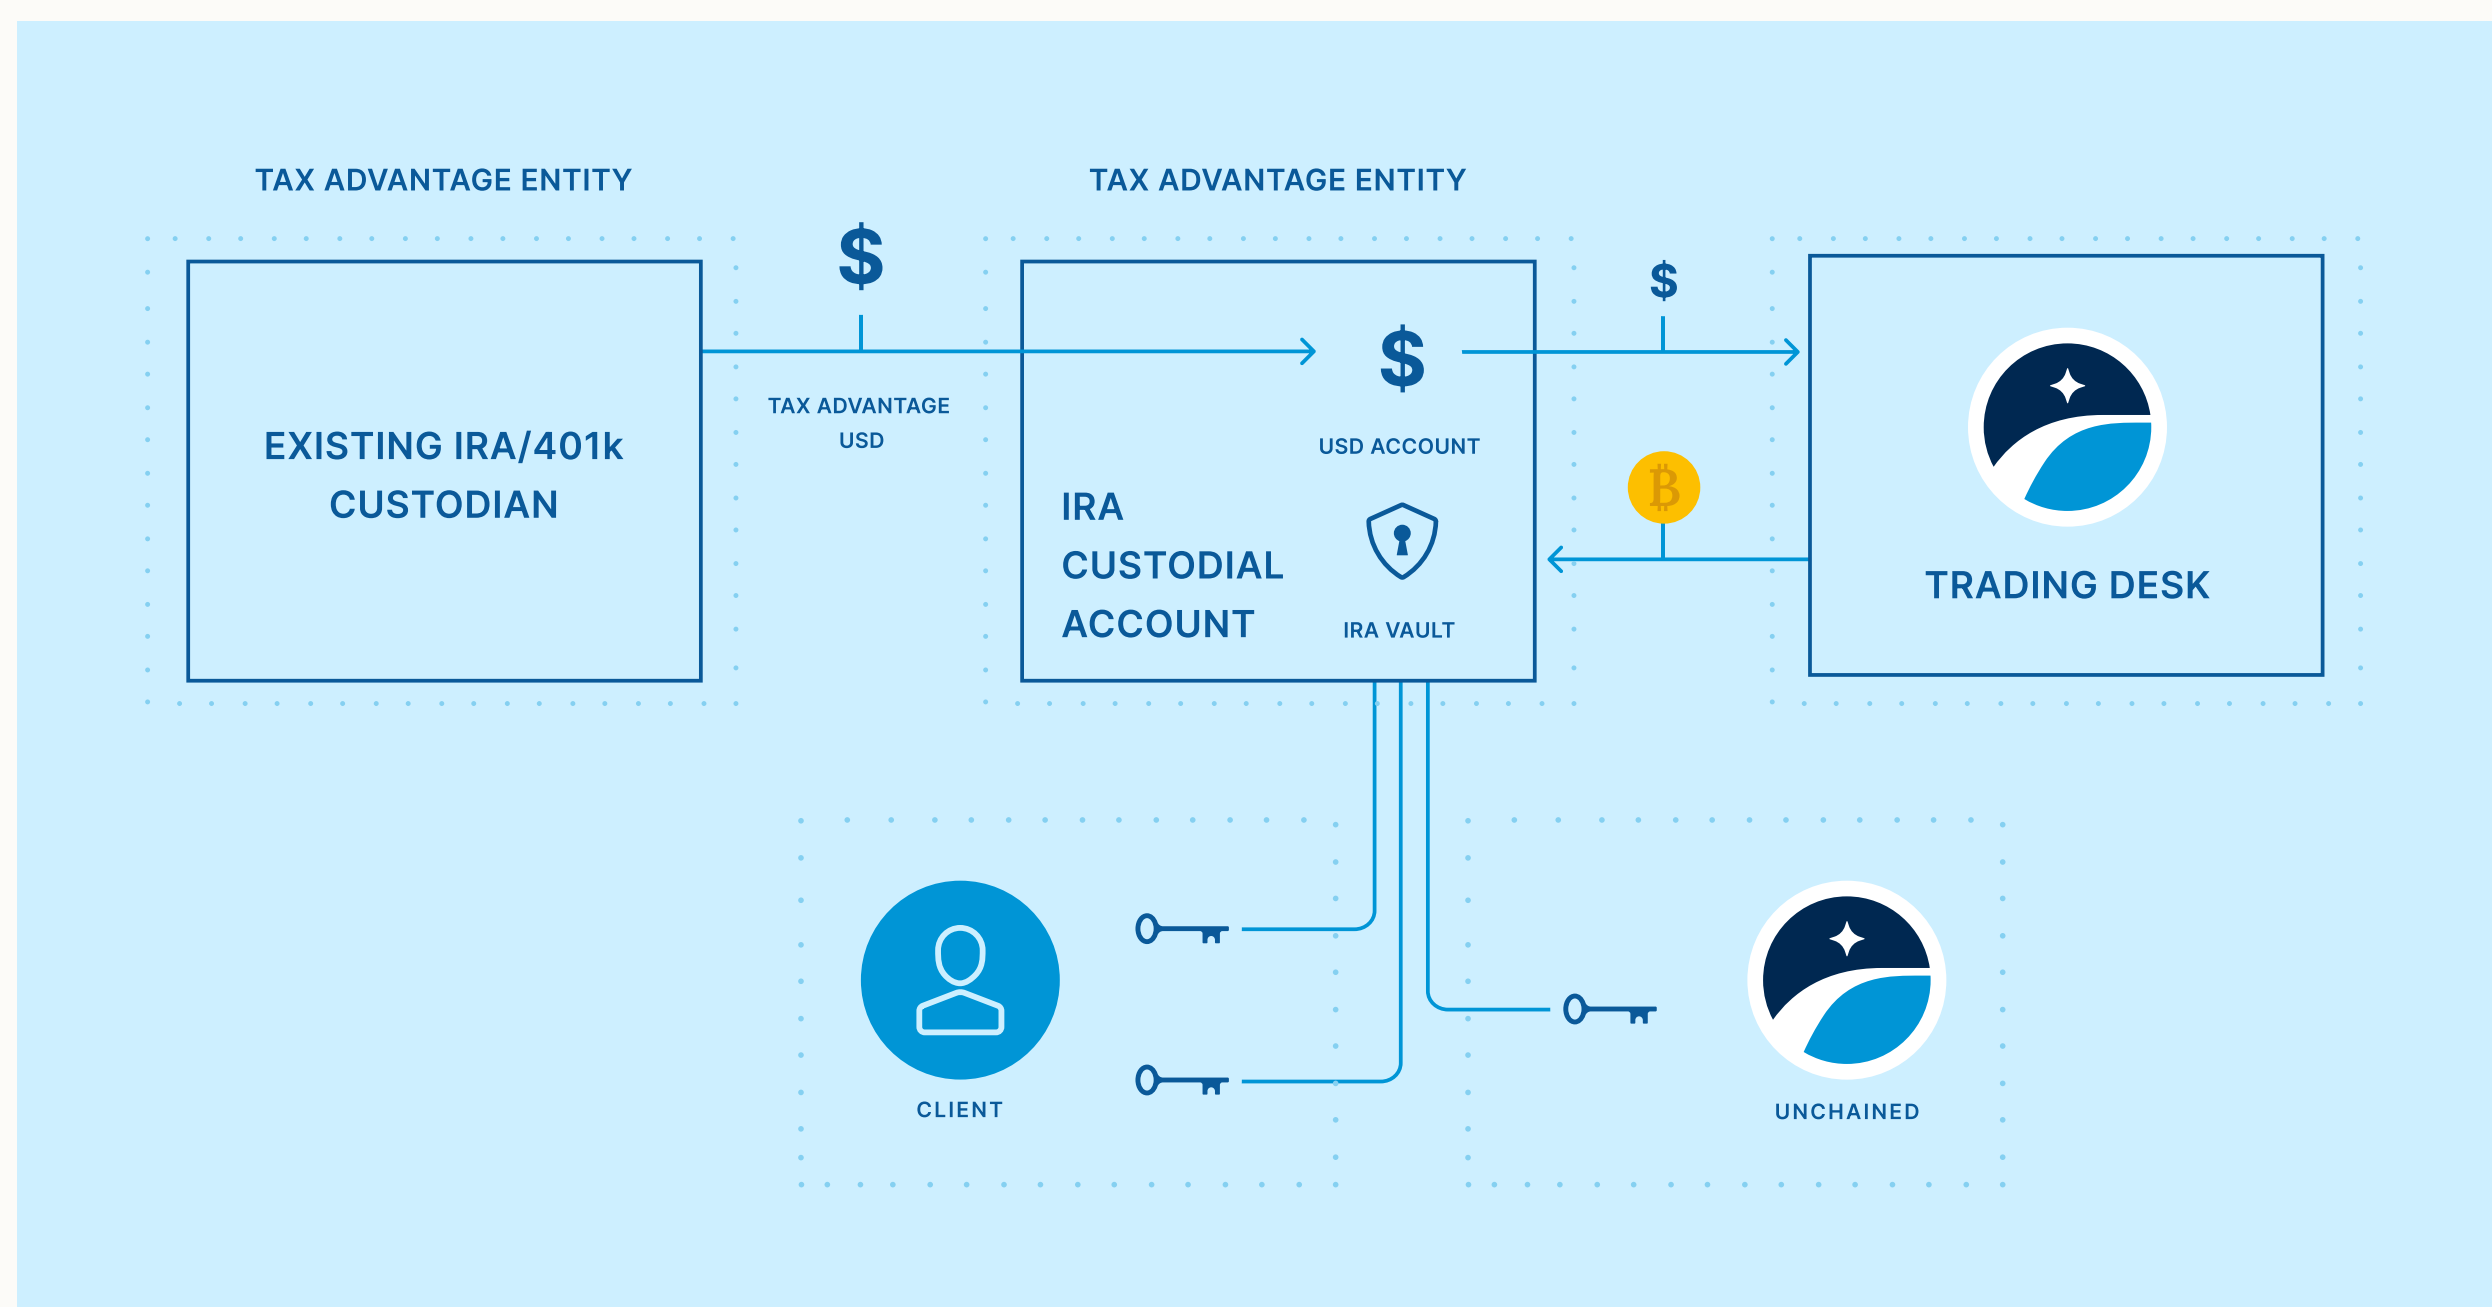 TAX ADVANTAGE ENTITY
TAX ADVANTAGE ENTITY
$
$
$
TAX ADVANTAGE
USD
EXISTING IRA/401k
CUSTODIAN
USD ACCOUNT
IRA
CUSTODIAL
ACCOUNT
IRA VAULT
₿
TRADING DESK
CLIENT
UNCHAINED